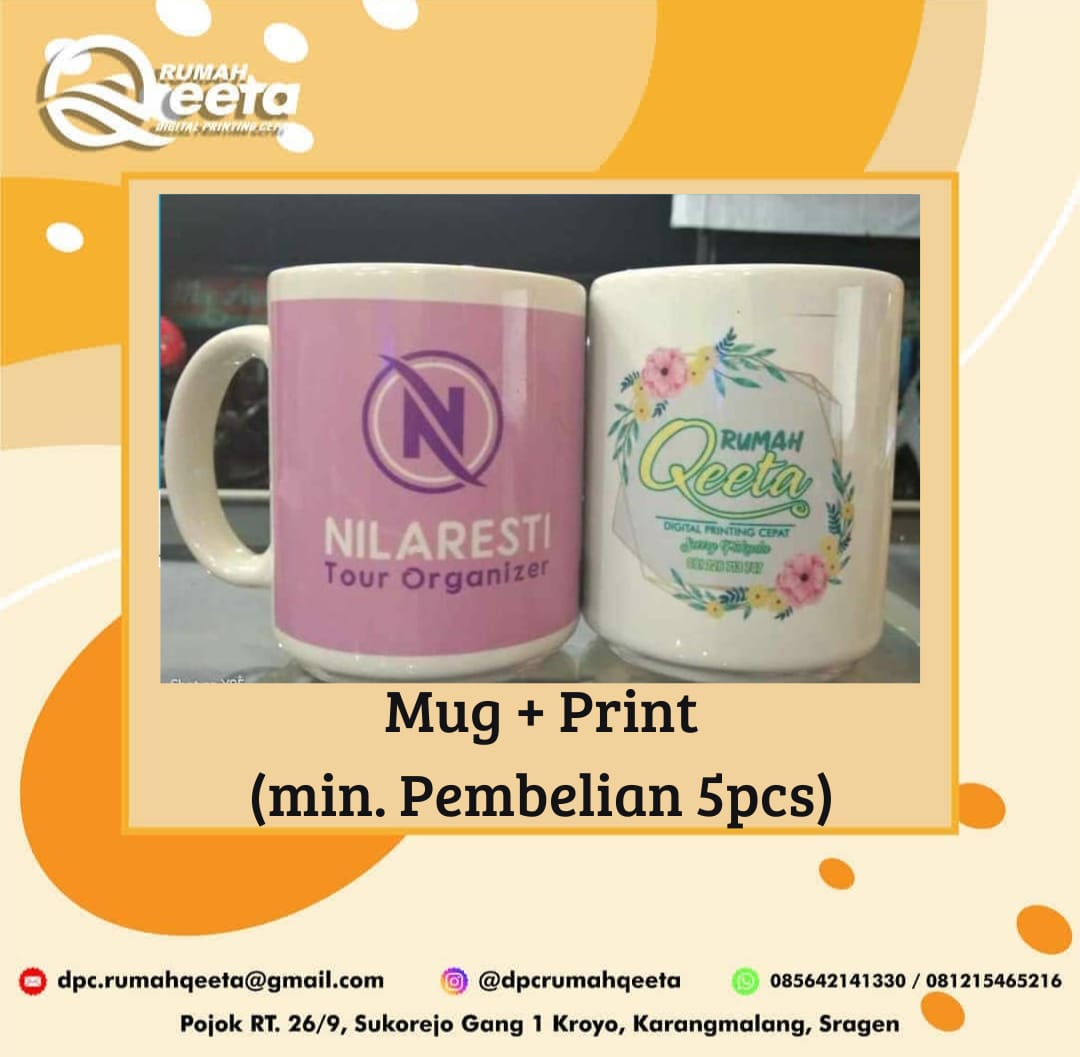 RUMAH
Qeeta
DIGITAL PRINTING CEPAT
N
NILARESTI
Tour Organizer
RUMAH
Qeeta
DIGITAL PRINTING CEPAT
Mug + Print
(min. Pembelian 5pcs)
dpc.rumahqeeta@gmail.com
@dpcrumahqeeta
085642141330 / 081215465216
Pojok RT. 26/9, Sukorejo Gang 1 Kroyo, Karangmalang, Sragen